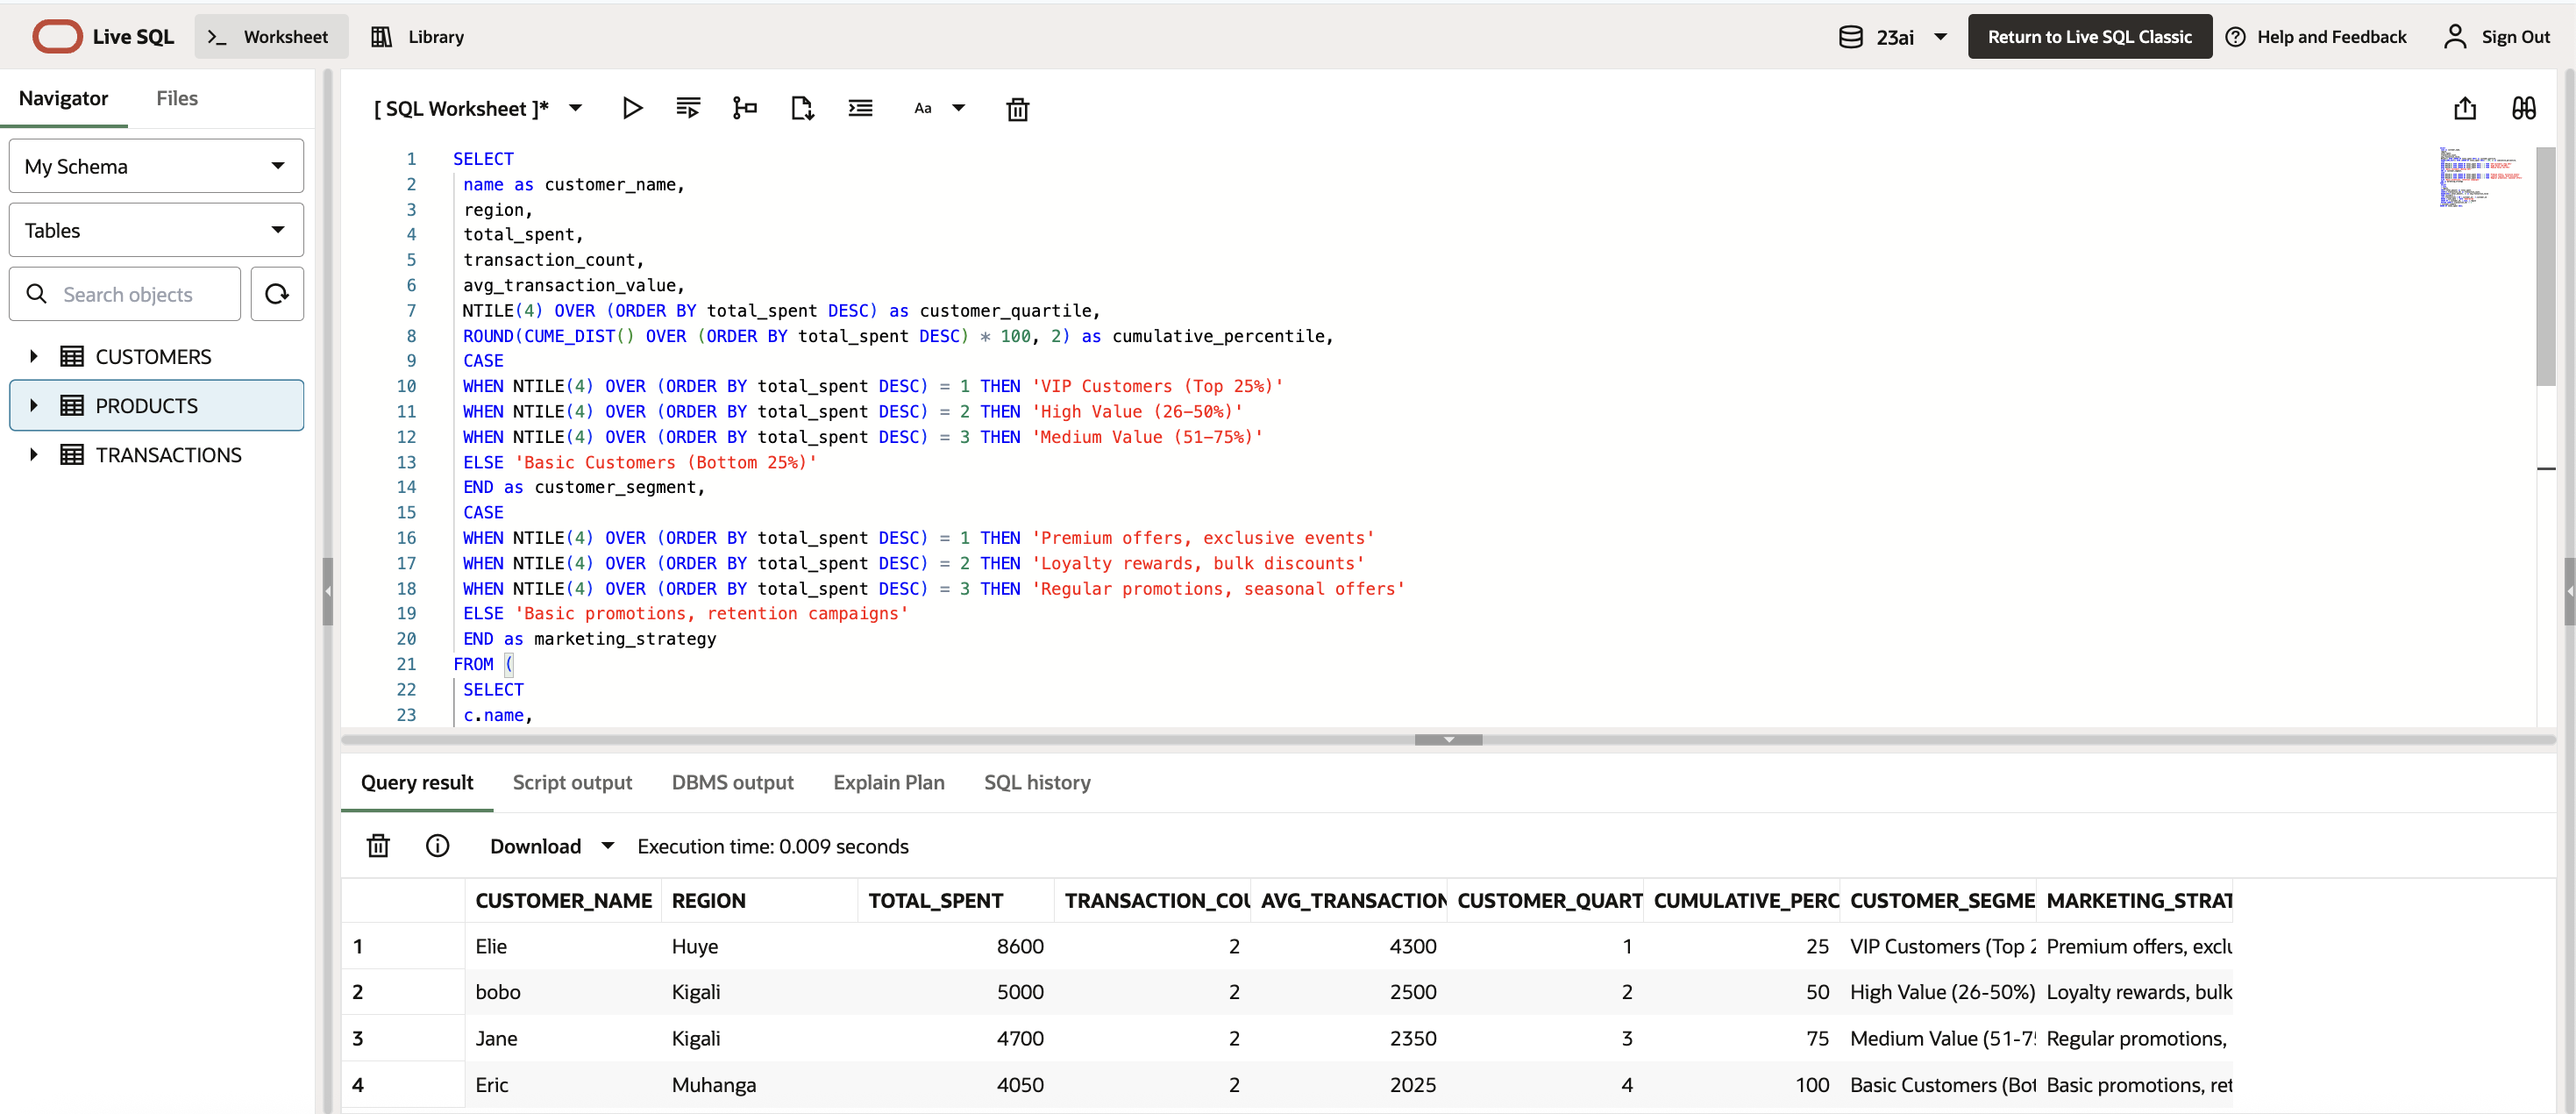 Live SQL
Worksheet
Library
23ai
Return to Live SQL Classic
Help and Feedback
Sign Out
Navigator
Files
My Schema
Tables
Search objects
CUSTOMERS
PRODUCTS
TRANSACTIONS
[ SQL Worksheet ]*
Aa
1 SELECT
2 name as customer_name,
3 region,
4 total_spent,
5 transaction_count,
6 avg_transaction_value,
7 NTILE(4) OVER (ORDER BY total_spent DESC) as customer_quartile,
8 ROUND(CUME_DIST() OVER (ORDER BY total_spent DESC) * 100, 2) as cumulative_percentile,
9 CASE
10 WHEN NTILE(4) OVER (ORDER BY total_spent DESC) = 1 THEN 'VIP Customers (Top 25%)'
11 WHEN NTILE(4) OVER (ORDER BY total_spent DESC) = 2 THEN 'High Value (26-50%)'
12 WHEN NTILE(4) OVER (ORDER BY total_spent DESC) = 3 THEN 'Medium Value (51-75%)'
13 ELSE 'Basic Customers (Bottom 25%)'
14 END as customer_segment,
15 CASE
16 WHEN NTILE(4) OVER (ORDER BY total_spent DESC) = 1 THEN 'Premium offers, exclusive events'
17 WHEN NTILE(4) OVER (ORDER BY total_spent DESC) = 2 THEN 'Loyalty rewards, bulk discounts'
18 WHEN NTILE(4) OVER (ORDER BY total_spent DESC) = 3 THEN 'Regular promotions, seasonal offers'
19 ELSE 'Basic promotions, retention campaigns'
20 END as marketing_strategy
21 FROM (
22 SELECT
23 c.name,
Query result
Script output
DBMS output
Explain Plan
SQL history
Download
Execution time: 0.009 seconds
CUSTOMER_NAME REGION TOTAL_SPENT TRANSACTION_COU AVG_TRANSACTION CUSTOMER_QUART CUMULATIVE_PERC CUSTOMER_SEGME MARKETING_STRAT
1 Elie Huye 8600 2 4300 1 25 VIP Customers (Top 2 Premium offers, exclu
2 bobo Kigali 5000 2 2500 2 50 High Value (26-50%) Loyalty rewards, bulk
3 Jane Kigali 4700 2 2350 3 75 Medium Value (51-75 Regular promotions,
4 Eric Muhanga 4050 2 2025 4 100 Basic Customers (Bot Basic promotions, ret